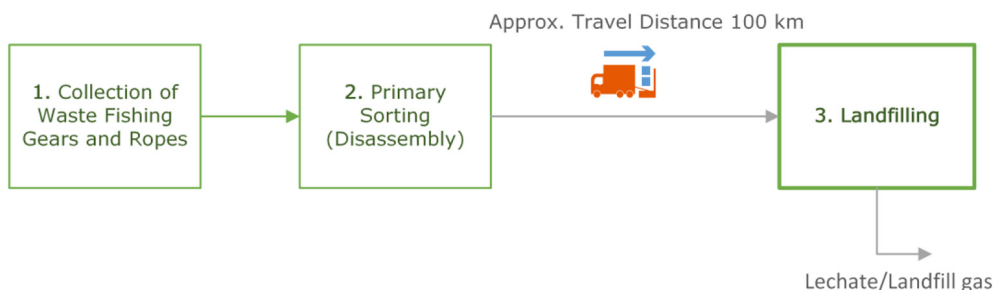 Approx. Travel Distance 100 km
1. Collection of
Waste Fishing
Gears and Ropes
2. Primary
Sorting
(Disassembly)
3. Landfilling
Lechate/Landfill gas